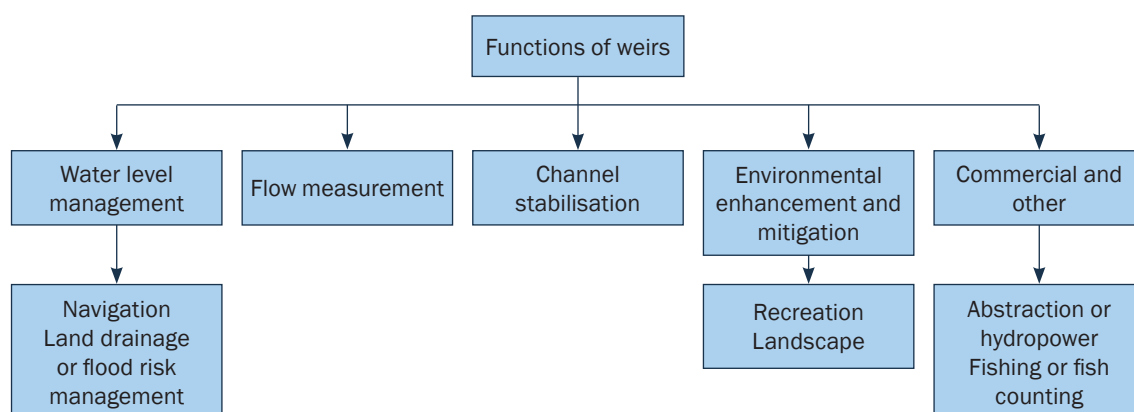 Functions of weirs
Water level
management
Flow measurement
Channel
stabilisation
Environmental
enhancement and
mitigation
Commercial and
other
Navigation
Land drainage
or flood risk
management
Recreation
Landscape
Abstraction or
hydropower
Fishing or fish
counting